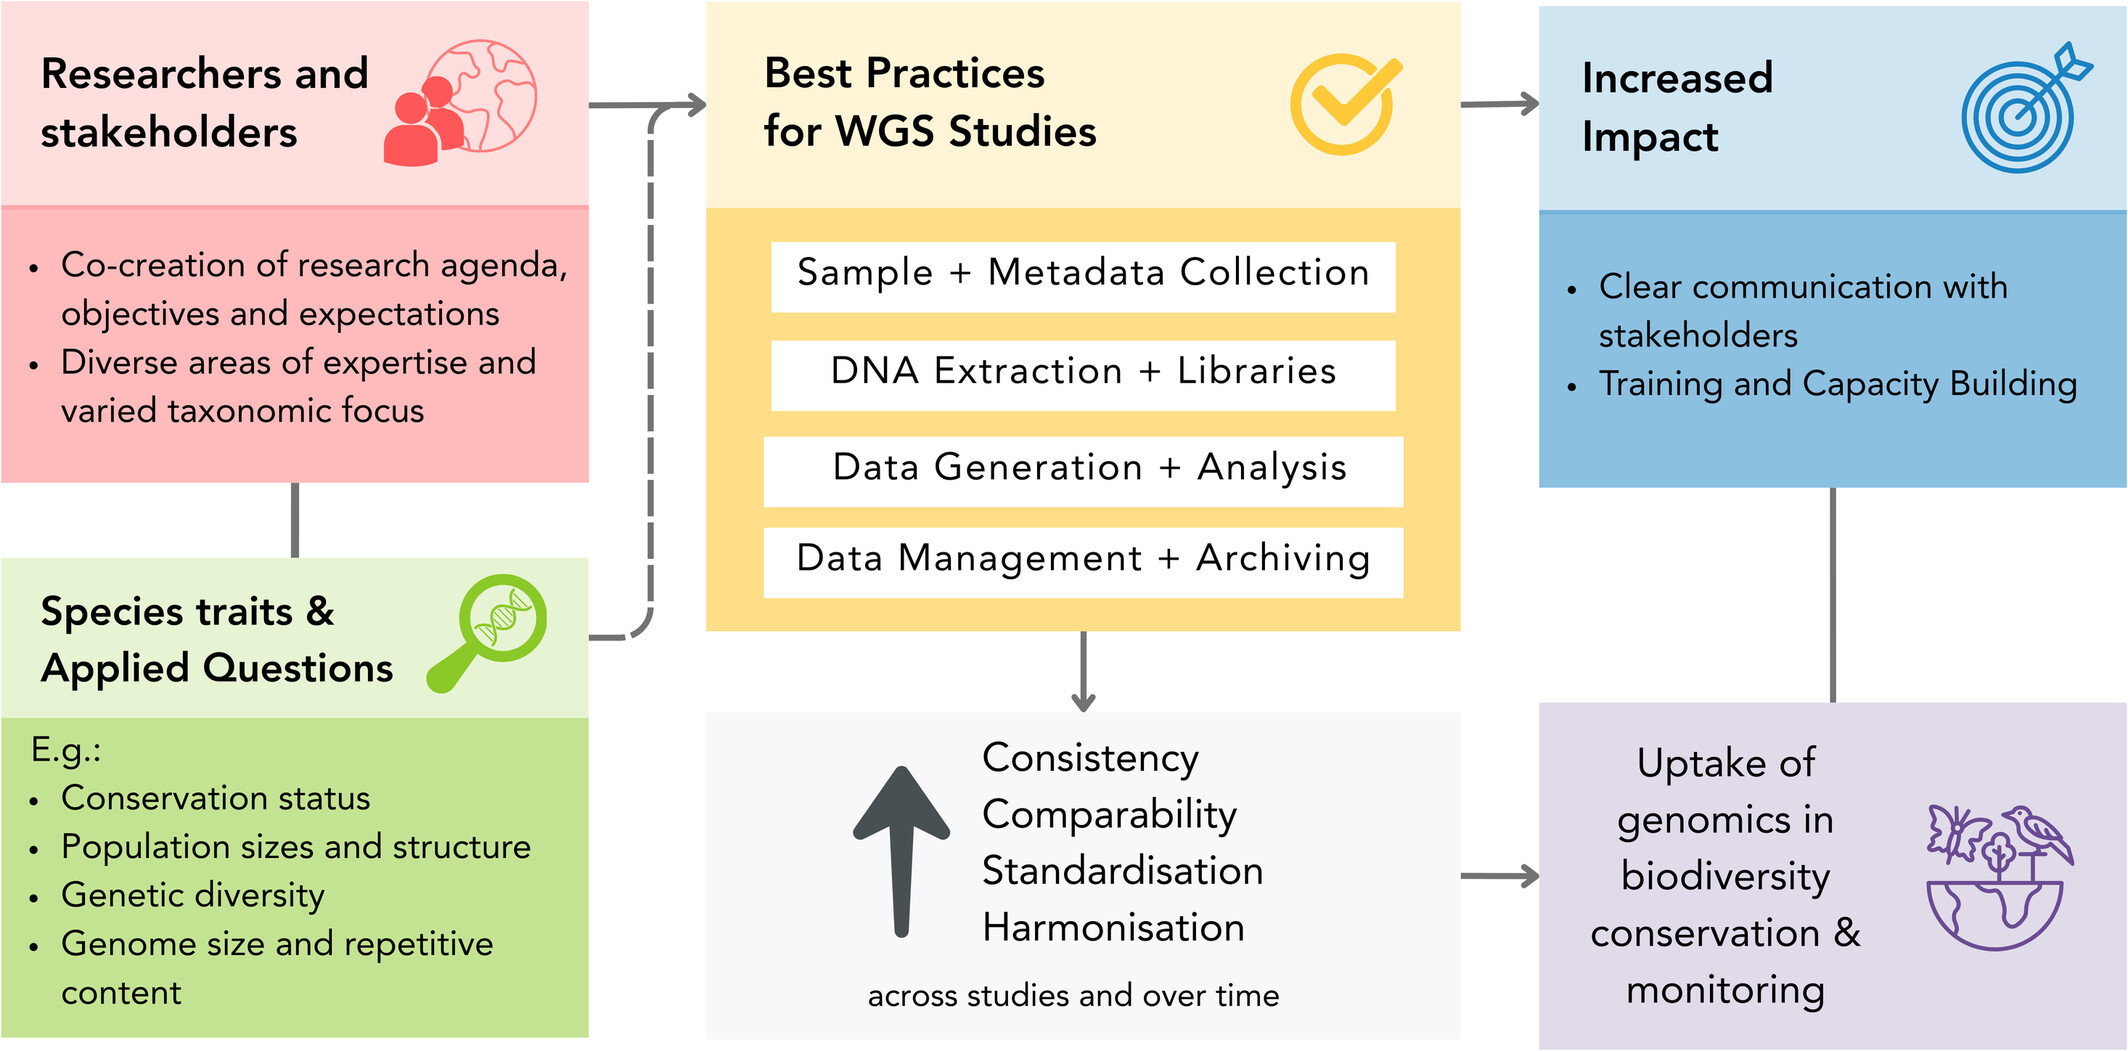 Researchers and
stakeholders
• Co-creation of research agenda,
objectives and expectations
• Diverse areas of expertise and
varied taxonomic focus
Species traits &
Applied Questions
E.g.:
• Conservation status
• Population sizes and structure
• Genetic diversity
• Genome size and repetitive
content
Best Practices
for WGS Studies
Sample + Metadata Collection
DNA Extraction + Libraries
Data Generation + Analysis
Data Management + Archiving
Consistency
Comparability
Standardisation
Harmonisation
across studies and over time
Increased
Impact
• Clear communication with
stakeholders
• Training and Capacity Building
Uptake of
genomics in
biodiversity
conservation &
monitoring